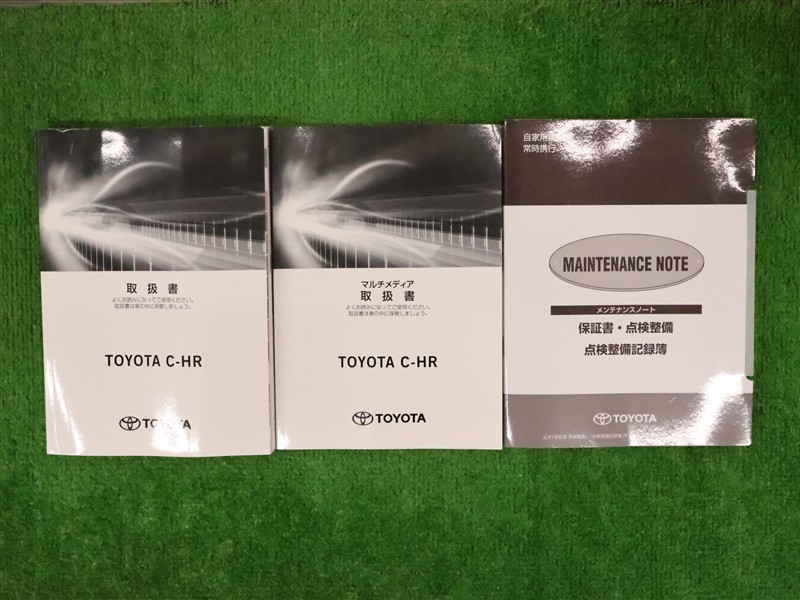 取扱書
よくお読みになってご使用ください。
取扱書は車の中に保管しましょう。
TOYOTA C-HR
TOYOTA
マルチメディア
取扱書
よくお読みになってご使用ください。
取扱書は車の中に保管しましょう。
TOYOTA C-HR
TOYOTA
自家用
常時携行
MAINTENANCE NOTE
メンテナンスノート
保証書・点検整備
点検整備記録簿
TOYOTA